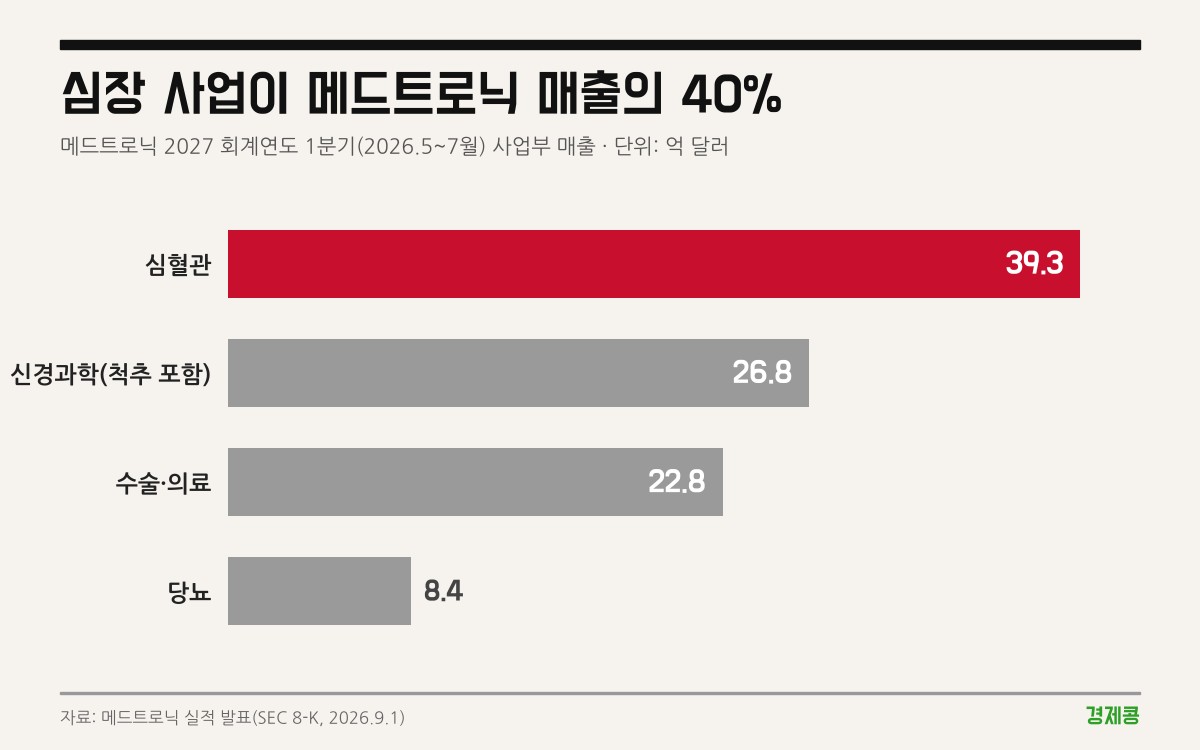 심장 사업이 메드트로닉 매출의 40%
메드트로닉 2027 회계연도 1분기(2026.5~7월) 사업부 매출 · 단위: 억 달러
심혈관 39.3
신경과학(척추 포함) 26.8
수술·의료 22.8
당뇨 8.4
자료: 메드트로닉 실적 발표(SEC 8-K, 2026.9.1)
경제콩